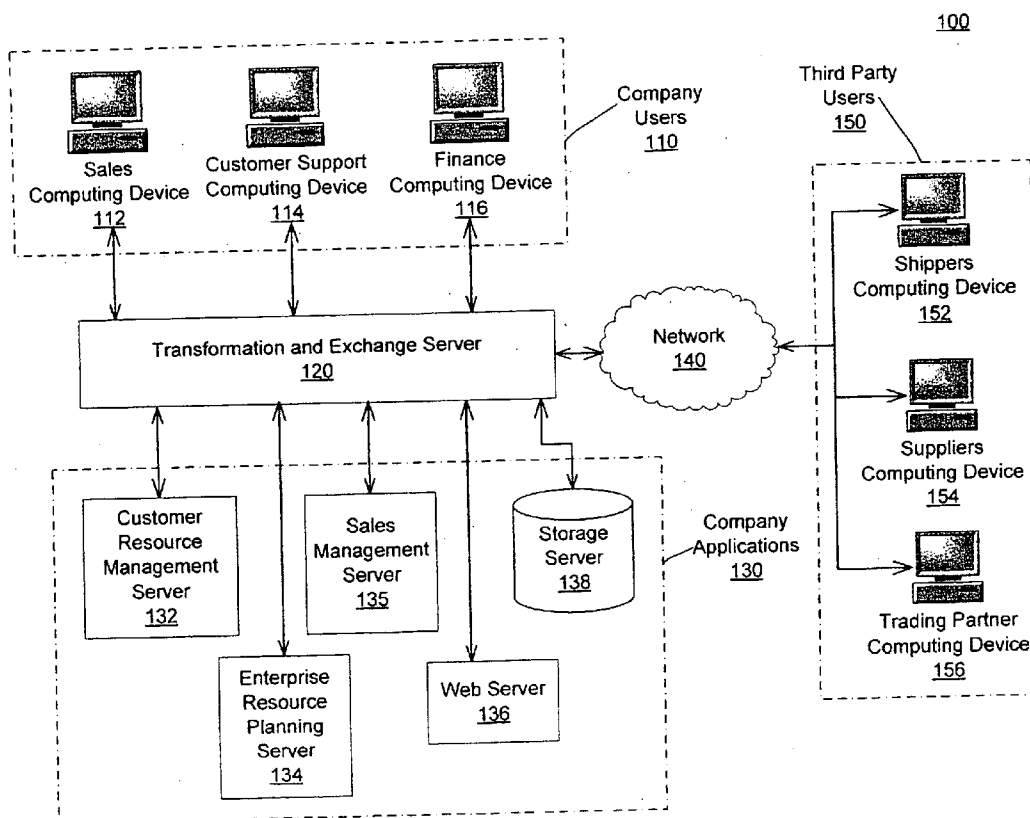 100
Company
Users
110
Third Party
Users
150
Sales
Computing Device
112
Customer Support
Computing Device
114
Finance
Computing Device
116
Shippers
Computing Device
152
Transformation and Exchange Server
120
Network
140
Suppliers
Computing Device
154
Customer
Resource
Management
Server
132
Sales
Management
Server
135
Storage
Server
138
Company
Applications
130
Trading Partner
Computing Device
156
Enterprise
Resource
Planning
Server
134
Web Server
136